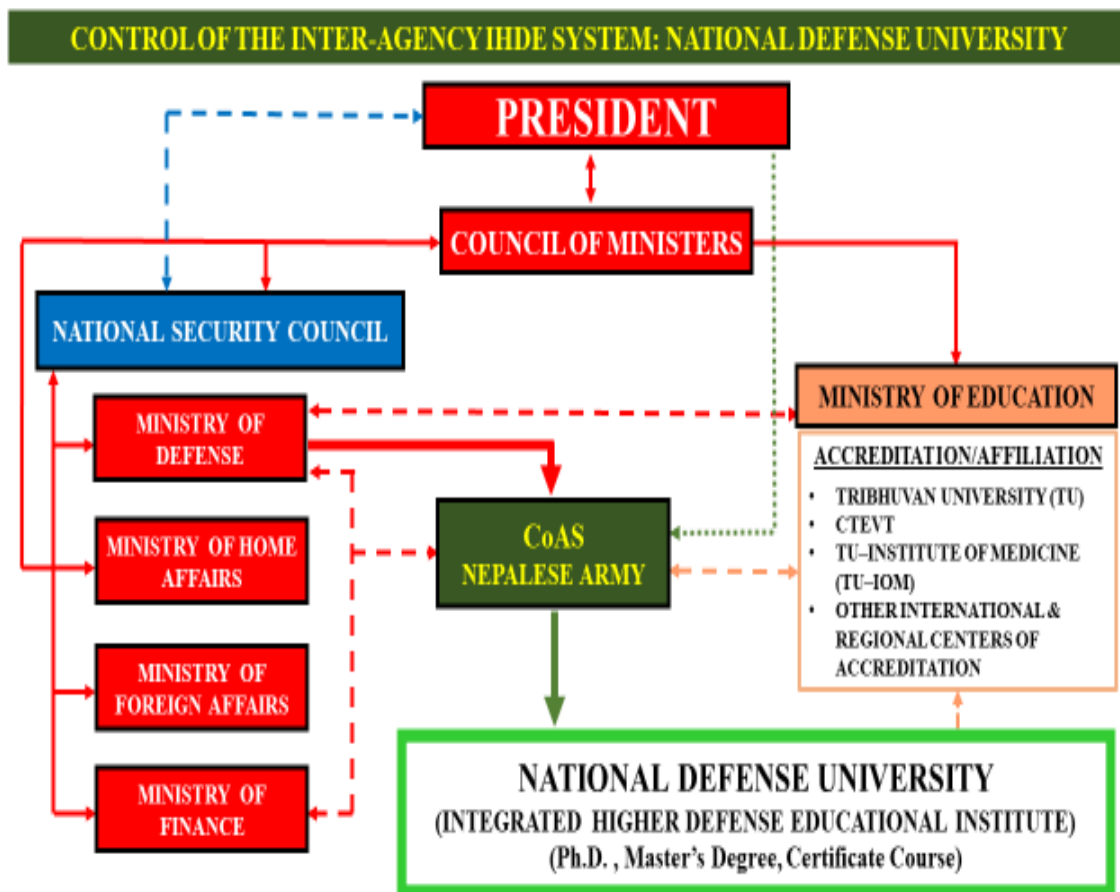 CONTROL OF THE INTER-AGENCY IHDE SYSTEM: NATIONAL DEFENSE UNIVERSITY
PRESIDENT
COUNCIL OF MINISTERS
NATIONAL SECURITY COUNCIL
MINISTRY OF
DEFENSE
MINISTRY OF HOME
AFFAIRS
MINISTRY OF
FOREIGN AFFAIRS
MINISTRY OF
FINANCE
CoAS
NEPALESE ARMY
MINISTRY OF EDUCATION
ACCREDITATION/AFFILIATION
• TRIBHUVAN UNIVERSITY (TU)
• CTEVT
• TU–INSTITUTE OF MEDICINE
(TU–IOM)
• OTHER INTERNATIONAL &
REGIONAL CENTERS OF
ACCREDITATION
NATIONAL DEFENSE UNIVERSITY
(INTEGRATED HIGHER DEFENSE EDUCATIONAL INSTITUTE)
(Ph.D. , Master's Degree, Certificate Course)